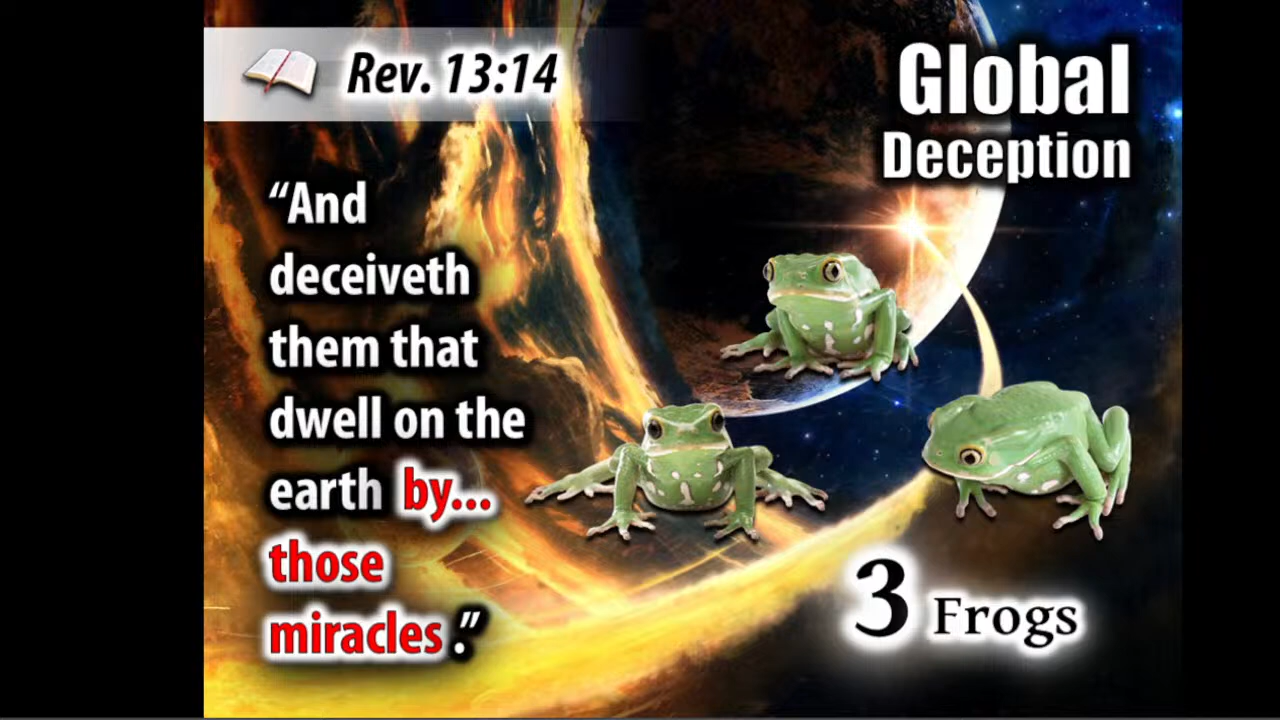 Rev. 13:14
Global
Deception
“And
deceiveth
them that
dwell on the
earth by...
those
miracles.”
3 Frogs